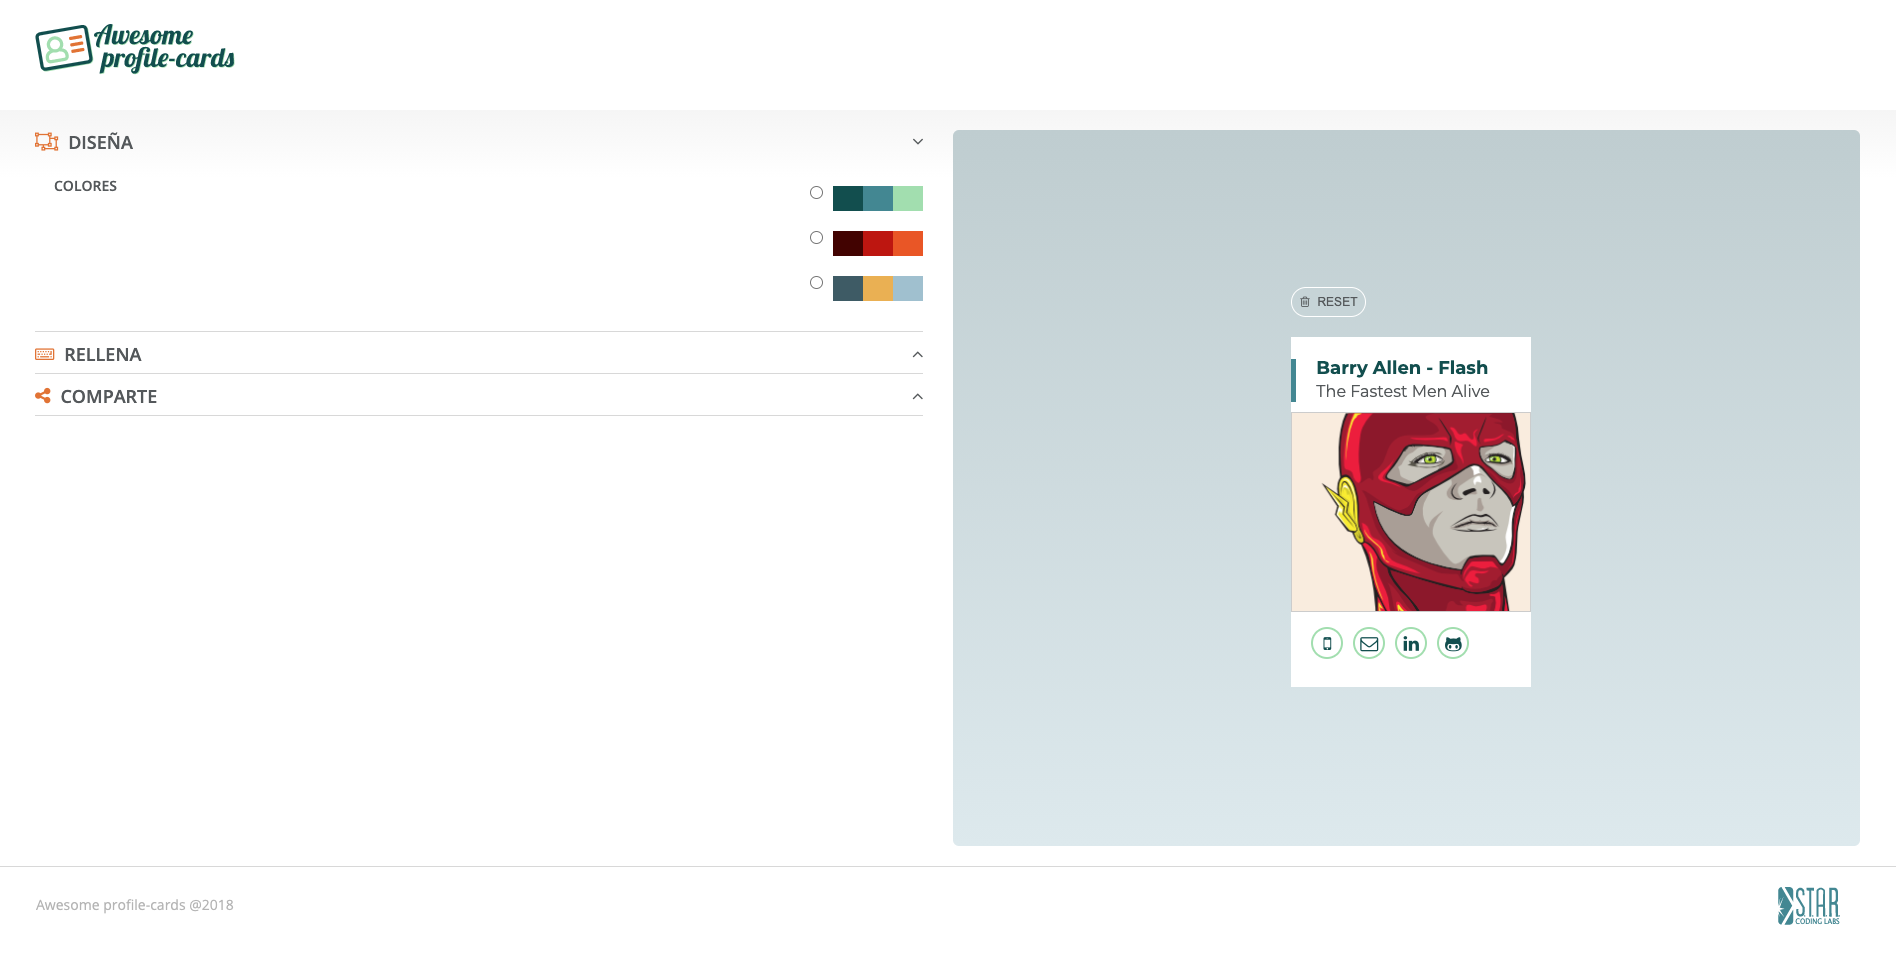 Awesome
profile-cards
DISEÑA
COLORES
RELLENA
COMPARTE
RESET
Barry Allen - Flash
The Fastest Men Alive
in
Awesome profile-cards @2018
S.T.A.R
CODING LABS